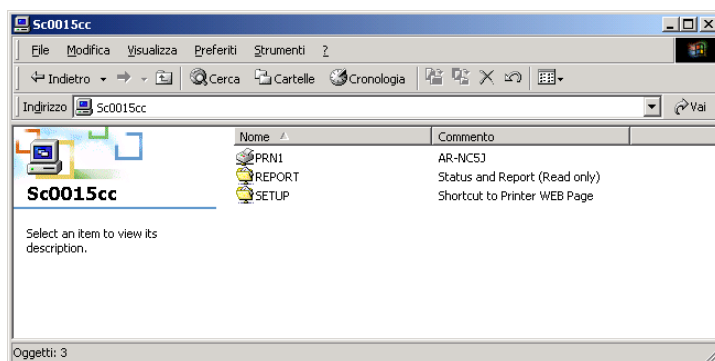 Sc0015cc
File Modifica Visualizza Preferiti Strumenti ?
Indietro Cerca Cartelle Cronologia
Indirizzo Sc0015cc Vai
Nome Commento
PRN1 AR-NC5J
REPORT Status and Report (Read only)
SETUP Shortcut to Printer WEB Page
Sc0015cc
Select an item to view its
description.
Oggetti: 3